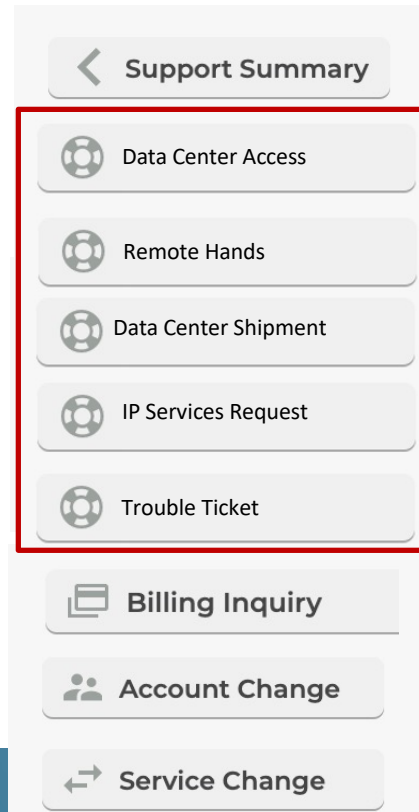 Support Summary
Data Center Access
Remote Hands
Data Center Shipment
IP Services Request
Trouble Ticket
Billing Inquiry
Account Change
Service Change